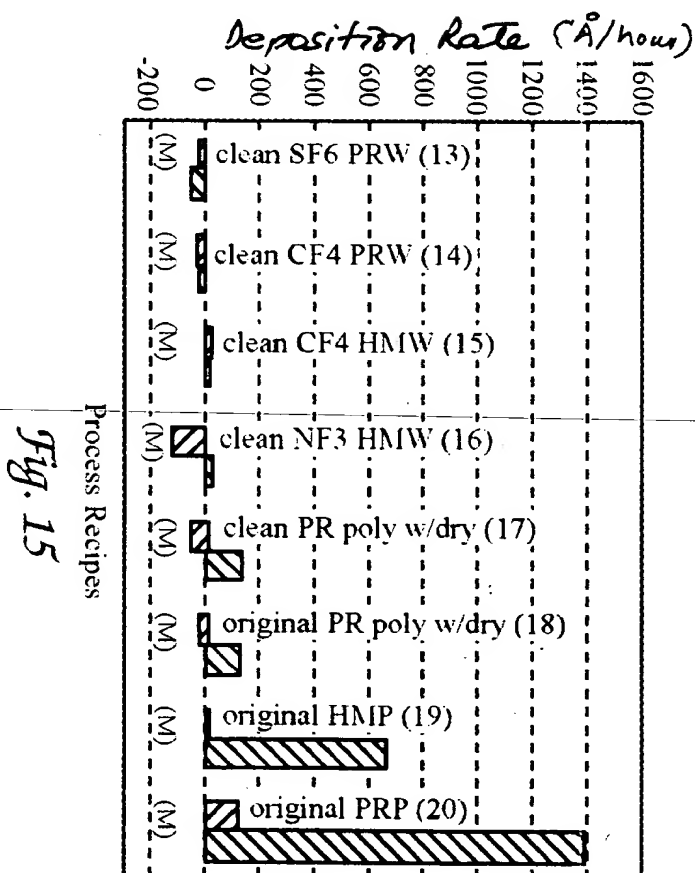 Deposition Rate (Å/hour)
-200
0
200
400
600
800
1000
1200
1400
1600
(M) clean SF6 PRW (13)
(M) clean CF4 PRW (14)
(M) clean CF4 HMW (15)
(M) clean NF3 HMW (16)
(M) clean PR poly w/dry (17)
(M) original PR poly w/dry (18)
(M) original HMP (19)
(M) original PRP (20)
Process Recipes
Fig. 15